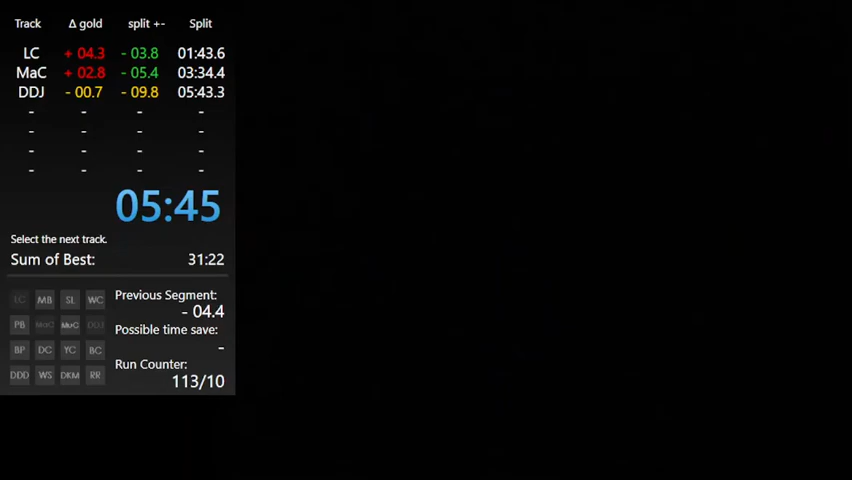 Track Δ gold split +- Split
LC + 04.3 - 03.8 01:43.6
MaC + 02.8 - 05.4 03:34.4
DDJ - 00.7 - 09.8 05:43.3
- - - -
- - - -
- - - -
- - - -
05:45
Select the next track.
Sum of Best: 31:22
LC MB SL WC
PB MaC MuC DDJ
BP DC YC BC
DDD WS DKM RR
Previous Segment:
- 04.4
Possible time save:
-
Run Counter:
113/10